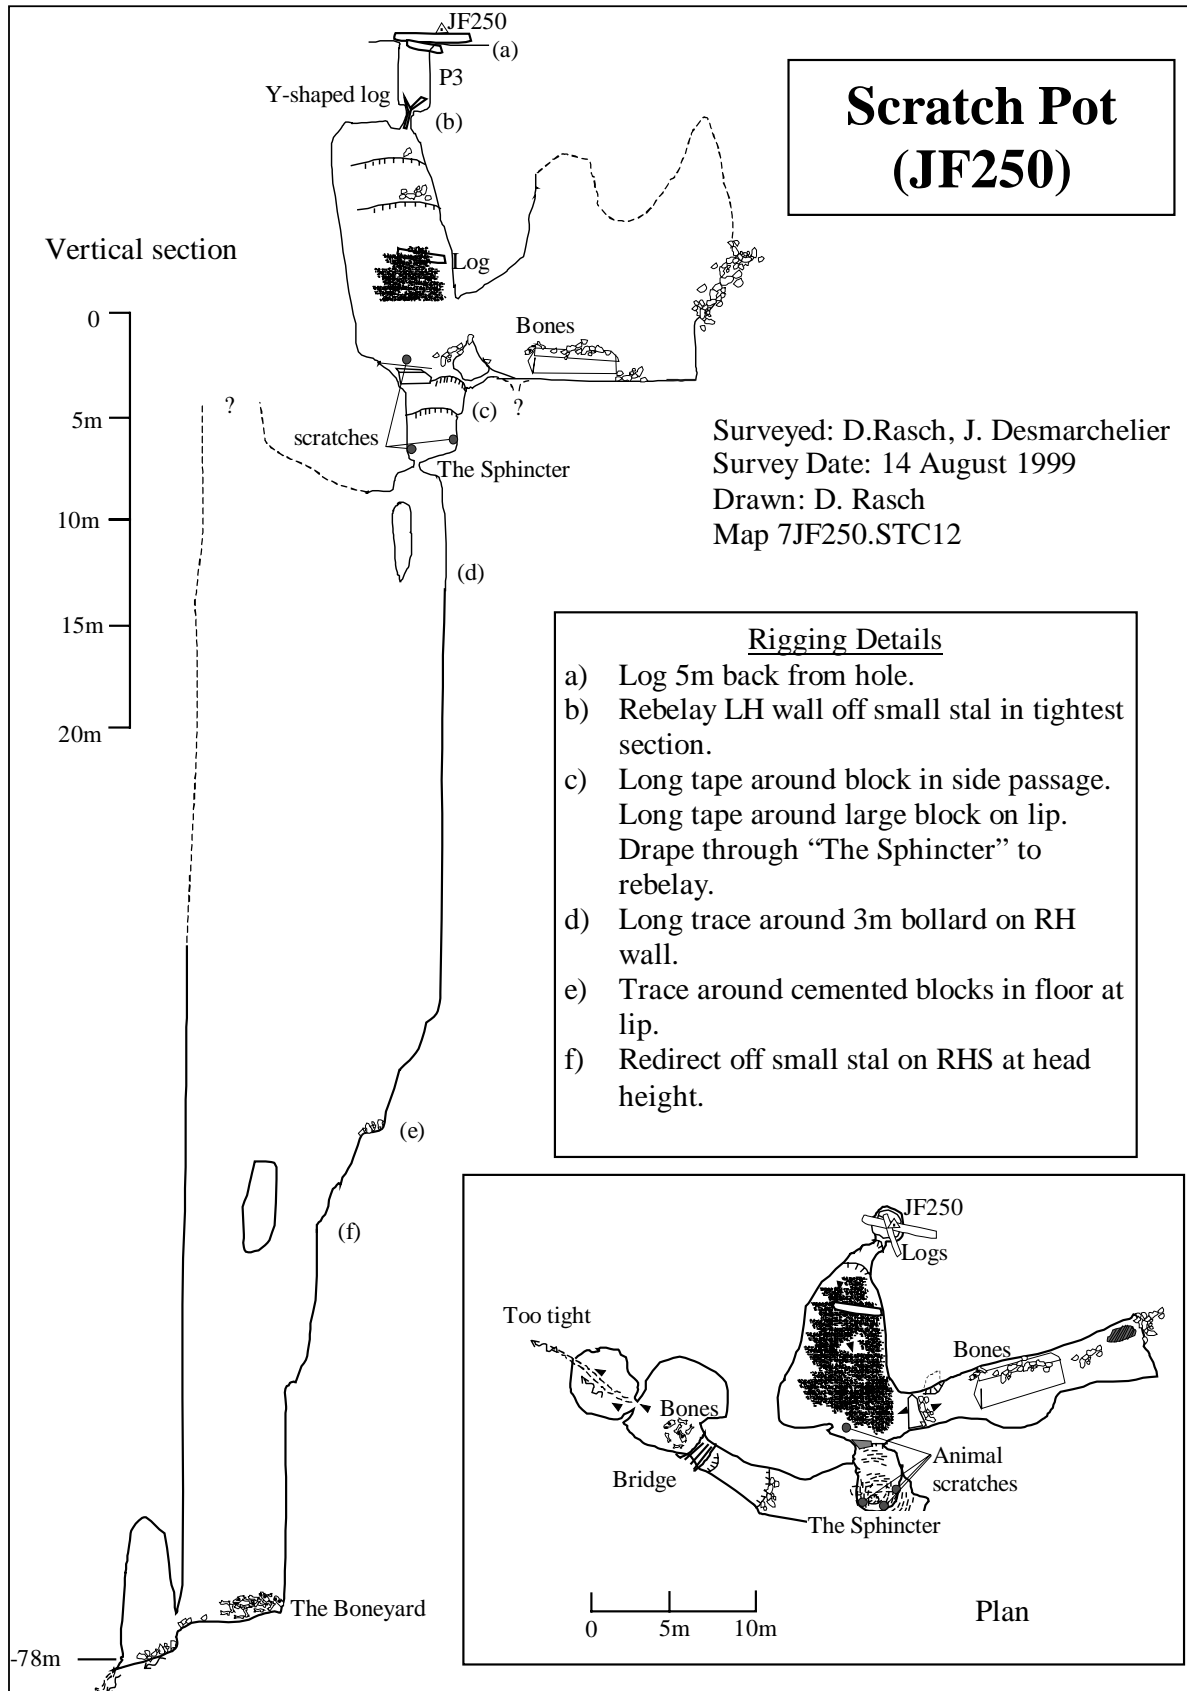 JF250
(a)
P3
Y-shaped log
(b)
Scratch Pot
(JF250)
Vertical section
Log
0
Bones
5m
?
(c)
?
scratches
The Sphincter
Surveyed: D.Rasch, J. Desmarchelier
Survey Date: 14 August 1999
Drawn: D. Rasch
Map 7JF250.STC12
10m
(d)
15m
20m
Rigging Details
a) Log 5m back from hole.
b) Rebelay LH wall off small stal in tightest
section.
c) Long tape around block in side passage.
Long tape around large block on lip.
Drape through “The Sphincter” to
rebelay.
d) Long trace around 3m bollard on RH
wall.
e) Trace around cemented blocks in floor at
lip.
f) Redirect off small stal on RHS at head
height.
(e)
(f)
The Boneyard
-78m
JF250
Logs
Too tight
Bones
Bones
Bridge
Animal
scratches
The Sphincter
0 5m 10m
Plan